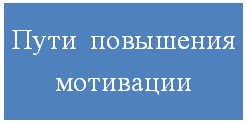 Пути повышения
мотивации